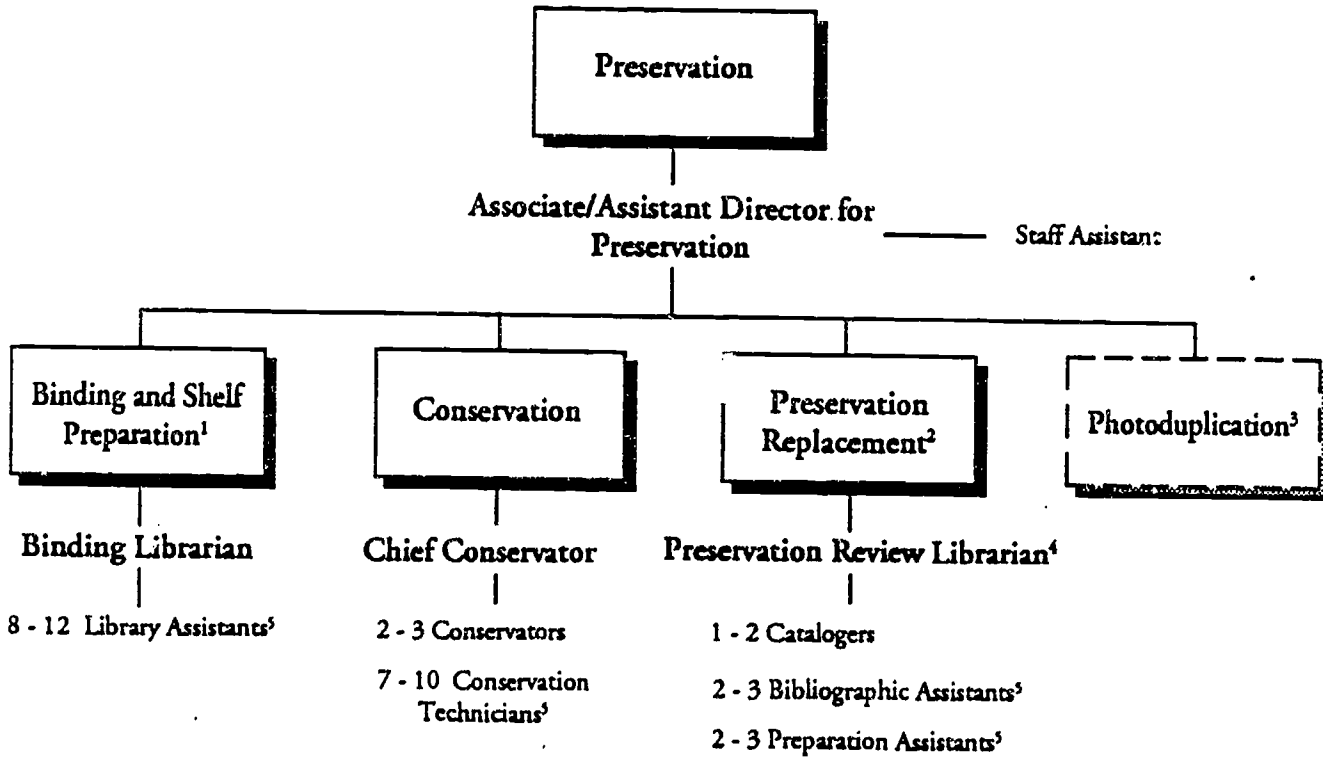 Preservation
Associate/Assistant Director for
Preservation
Staff Assistant
Binding and Shelf
Preparation¹
Conservation
Preservation
Replacement²
Photoduplication³
Binding Librarian
Chief Conservator
Preservation Review Librarian⁴
8 - 12 Library Assistants⁵
2 - 3 Conservators
7 - 10 Conservation
Technicians⁵
1 - 2 Catalogers
2 - 3 Bibliographic Assistants⁵
2 - 3 Preparation Assistants⁵